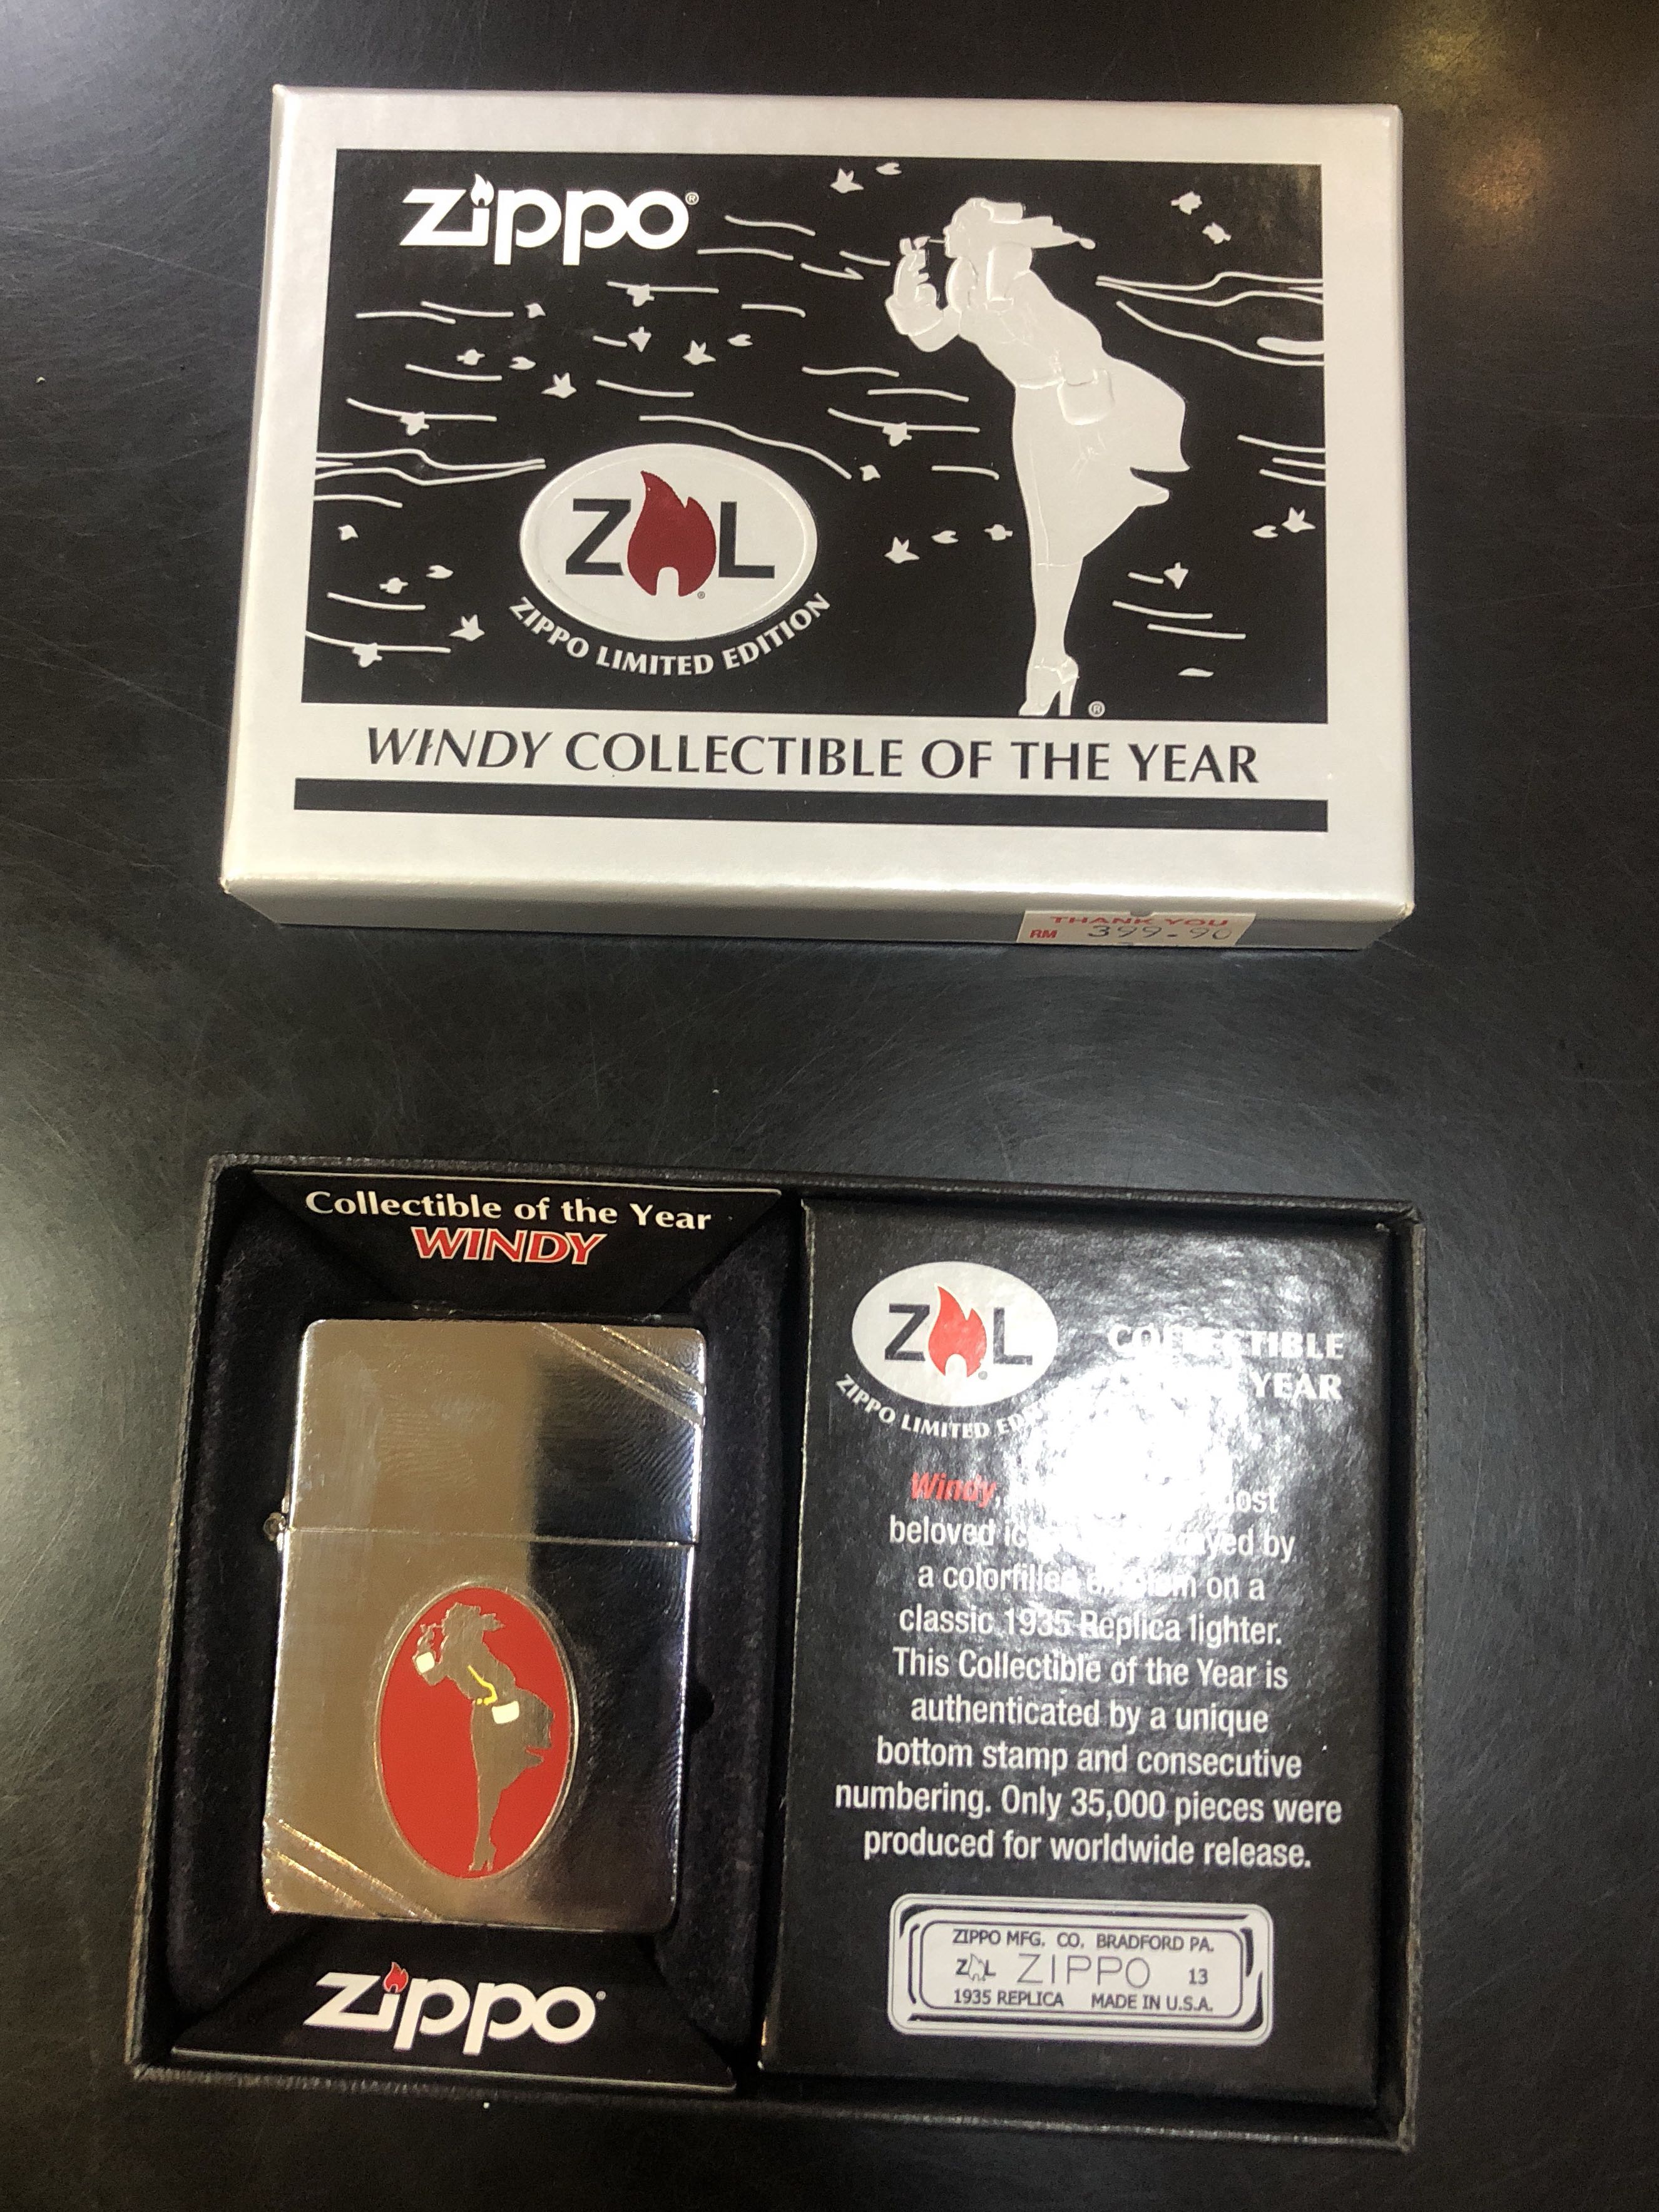 zippo®
Z L ®
ZIPPO LIMITED EDITION
®
WINDY COLLECTIBLE OF THE YEAR
THANK YOU
RM 399.90
Collectible of the Year
WINDY
zippo
Z L
ZIPPO LIMITED
COLLECTIBLE
YEAR
Windy,
beloved by
a colorfilled on a
classic 1935 Replica lighter.
This Collectible of the Year is
authenticated by a unique
bottom stamp and consecutive
numbering. Only 35,000 pieces were
produced for worldwide release.
ZIPPO MFG. CO. BRADFORD PA.
Z L ZIPPO 13
1935 REPLICA MADE IN U.S.A.